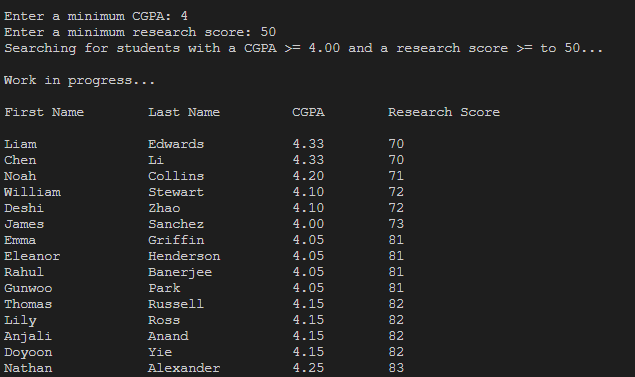 Enter a minimum CGPA: 4
Enter a minimum research score: 50
Searching for students with a CGPA >= 4.00 and a research score >= to 50...
Work in progress...
First Name Last Name CGPA Research Score
Liam Edwards 4.33 70
Chen Li 4.33 70
Noah Collins 4.20 71
William Stewart 4.10 72
Deshi Zhao 4.10 72
James Sanchez 4.00 73
Emma Griffin 4.05 81
Eleanor Henderson 4.05 81
Rahul Banerjee 4.05 81
Gunwoo Park 4.05 81
Thomas Russell 4.15 82
Lily Ross 4.15 82
Anjali Anand 4.15 82
Doyoon Yie 4.15 82
Nathan Alexander 4.25 83